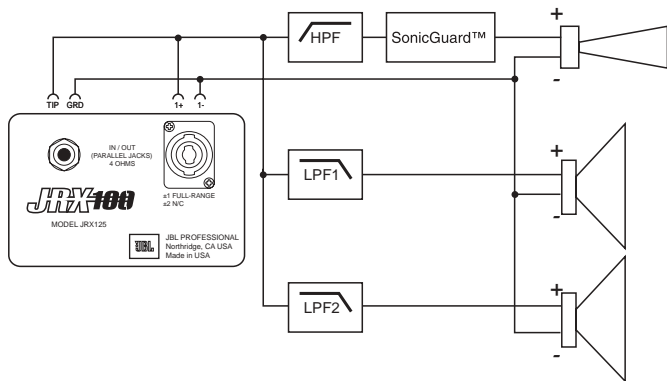 HPF
SonicGuard™
+
-
TIP GRD 1+ 1-
IN / OUT
(PARALLEL JACKS)
4 OHMS
±1 FULL-RANGE
±2 N/C
JRX100
MODEL JRX125
JBL
JBL PROFESSIONAL
Northridge, CA USA
Made in USA
LPF1
+
-
LPF2
+
-